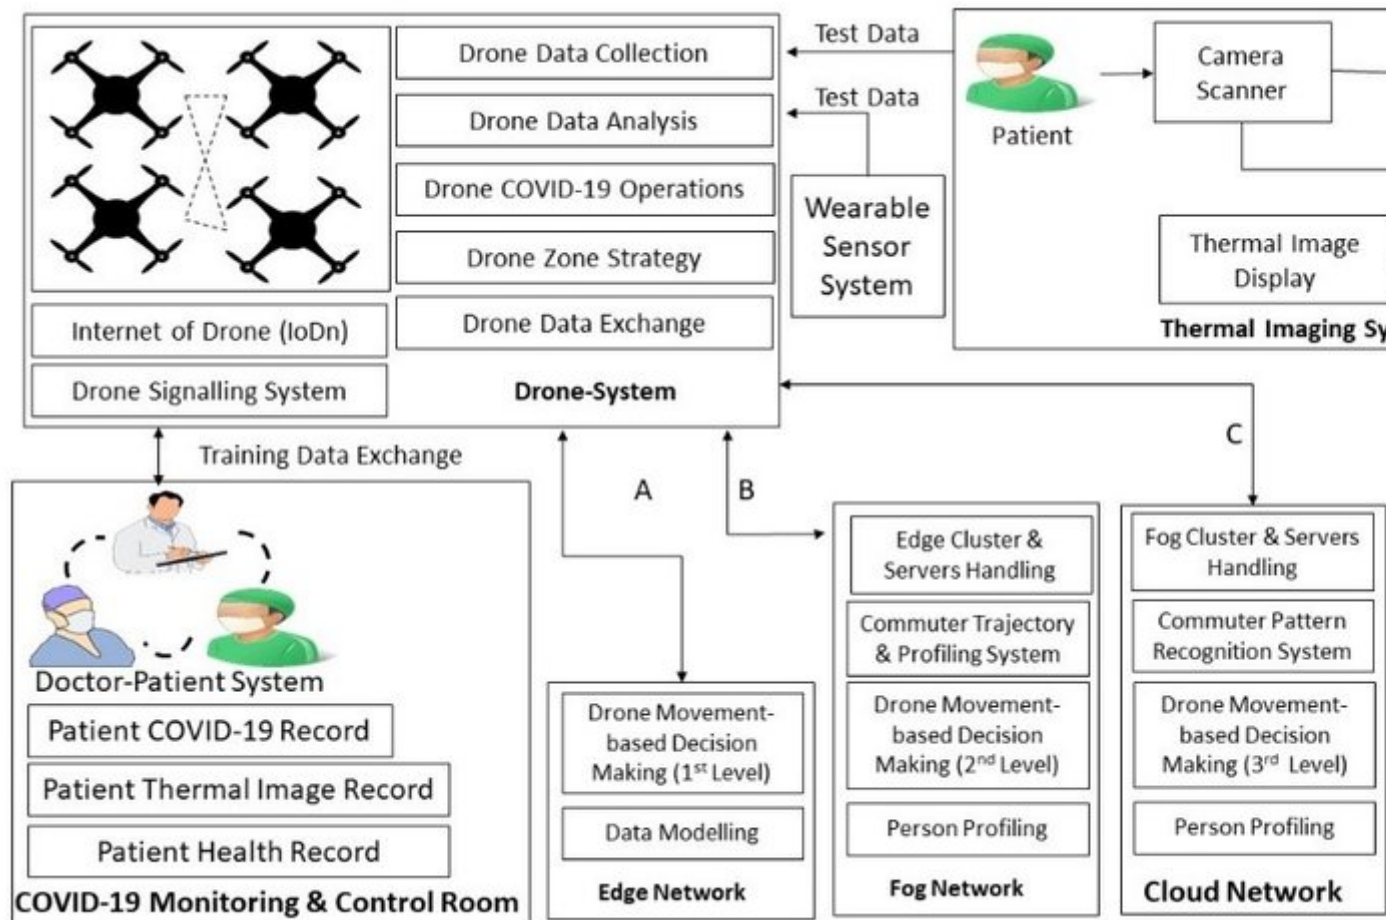 Drone Data Collection
Drone Data Analysis
Drone COVID-19 Operations
Drone Zone Strategy
Drone Data Exchange
Internet of Drone (IoDn)
Drone Signalling System
Drone-System
Test Data
Test Data
Wearable
Sensor
System
Patient
Camera
Scanner
Thermal Image
Display
Thermal Imaging Sy
Training Data Exchange
A
B
C
Doctor-Patient System
Patient COVID-19 Record
Patient Thermal Image Record
Patient Health Record
COVID-19 Monitoring & Control Room
Drone Movement-
based Decision
Making (1st Level)
Data Modelling
Edge Network
Edge Cluster &
Servers Handling
Commuter Trajectory
& Profiling System
Drone Movement-
based Decision
Making (2nd Level)
Person Profiling
Fog Network
Fog Cluster & Servers
Handling
Commuter Pattern
Recognition System
Drone Movement-
based Decision
Making (3rd Level)
Person Profiling
Cloud Network